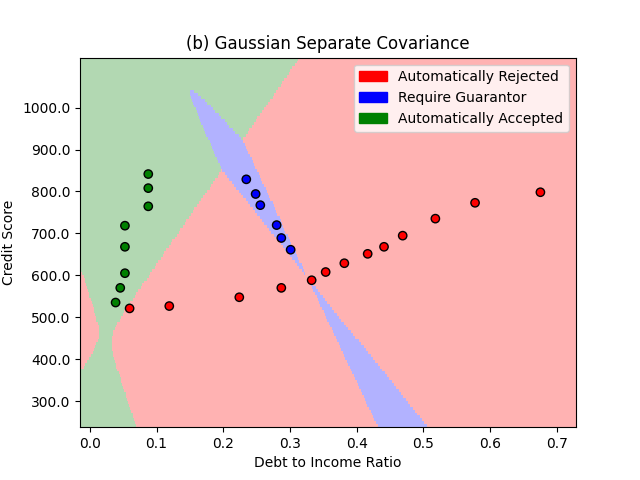 (b) Gaussian Separate Covariance
Automatically Rejected
Require Guarantor
Automatically Accepted
Credit Score
1000.0
900.0
800.0
700.0
600.0
500.0
400.0
300.0
0.0 0.1 0.2 0.3 0.4 0.5 0.6 0.7
Debt to Income Ratio